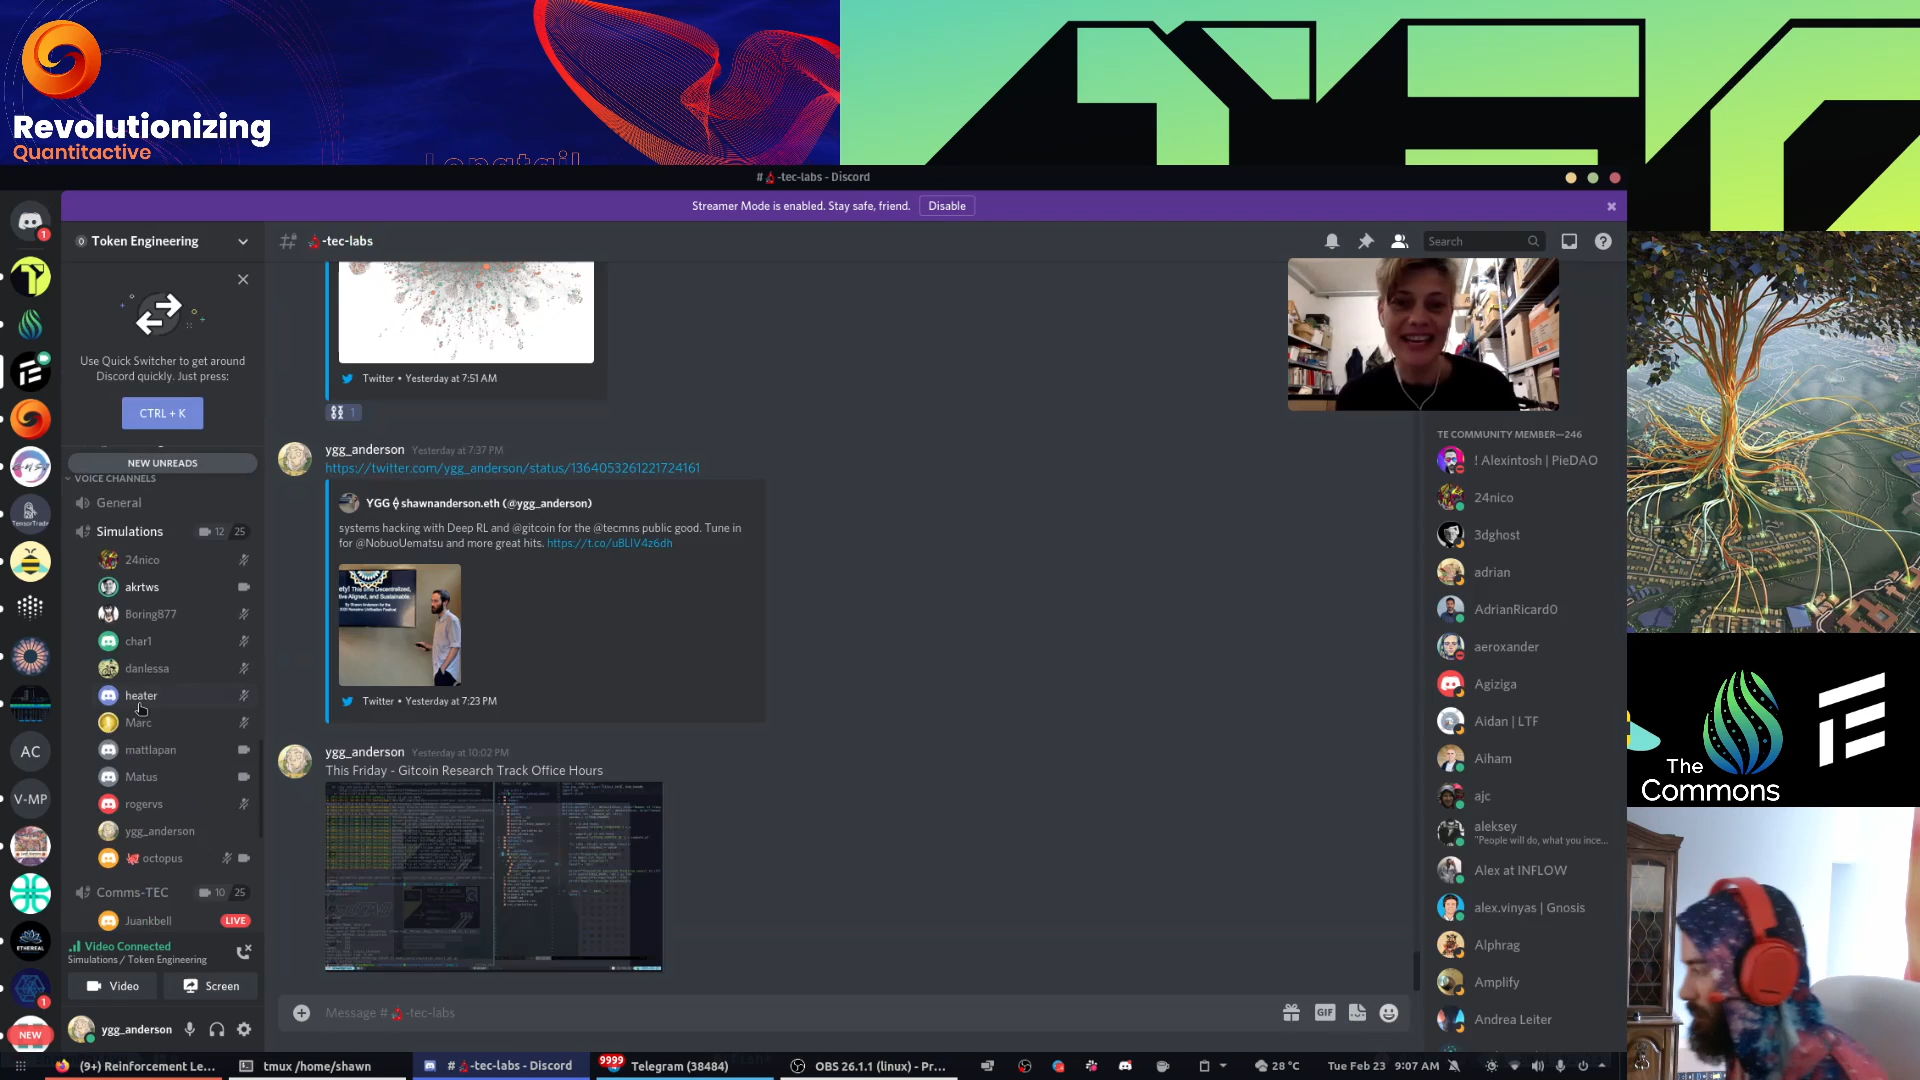 Revolutionizing
Quantitactive
Longtail
# -tec-labs - Discord
Streamer Mode is enabled. Stay safe, friend.
Disable
Token Engineering
-tec-labs
Search
Use Quick Switcher to get around
Discord quickly. Just press:
CTRL + K
NEW UNREADS
VOICE CHANNELS
General
Simulations
12 25
24nico
akrtws
Boring877
char1
danlessa
heater
Marc
mattlapan
Matus
rogervs
ygg_anderson
octopus
Comms-TEC
10 25
Juankbell
LIVE
Video Connected
Simulations / Token Engineering
Video
Screen
ygg_anderson
1
AC
V-MP
1
NEW
Twitter • Yesterday at 7:51 AM
1
ygg_anderson Yesterday at 7:37 PM
https://twitter.com/ygg_anderson/status/1364053261221724161
YGG shawnanderson.eth (@ygg_anderson)
systems hacking with Deep RL and @gitcoin for the @tecmns public good. Tune in
for @NobuoUematsu and more great hits. https://t.co/uBLIV4z6dh
Twitter • Yesterday at 7:23 PM
ygg_anderson Yesterday at 10:02 PM
This Friday - Gitcoin Research Track Office Hours
Message # -tec-labs
GIF
TE COMMUNITY MEMBER—246
! Alexintosh | PieDAO
24nico
3dghost
adrian
AdrianRicard0
aeroxander
Agiziga
Aidan | LTF
Aiham
ajc
aleksey
"People will do, what you ince...
Alex at INFLOW
alex.vinyas | Gnosis
Alphrag
Amplify
Andrea Leiter
The
Commons
(9+) Reinforcement Le...
tmux /home/shawn
# -tec-labs - Discord
9999
Telegram (38484)
OBS 26.1.1 (linux) - Pr...
28 °C
Tue Feb 23 9:07 AM